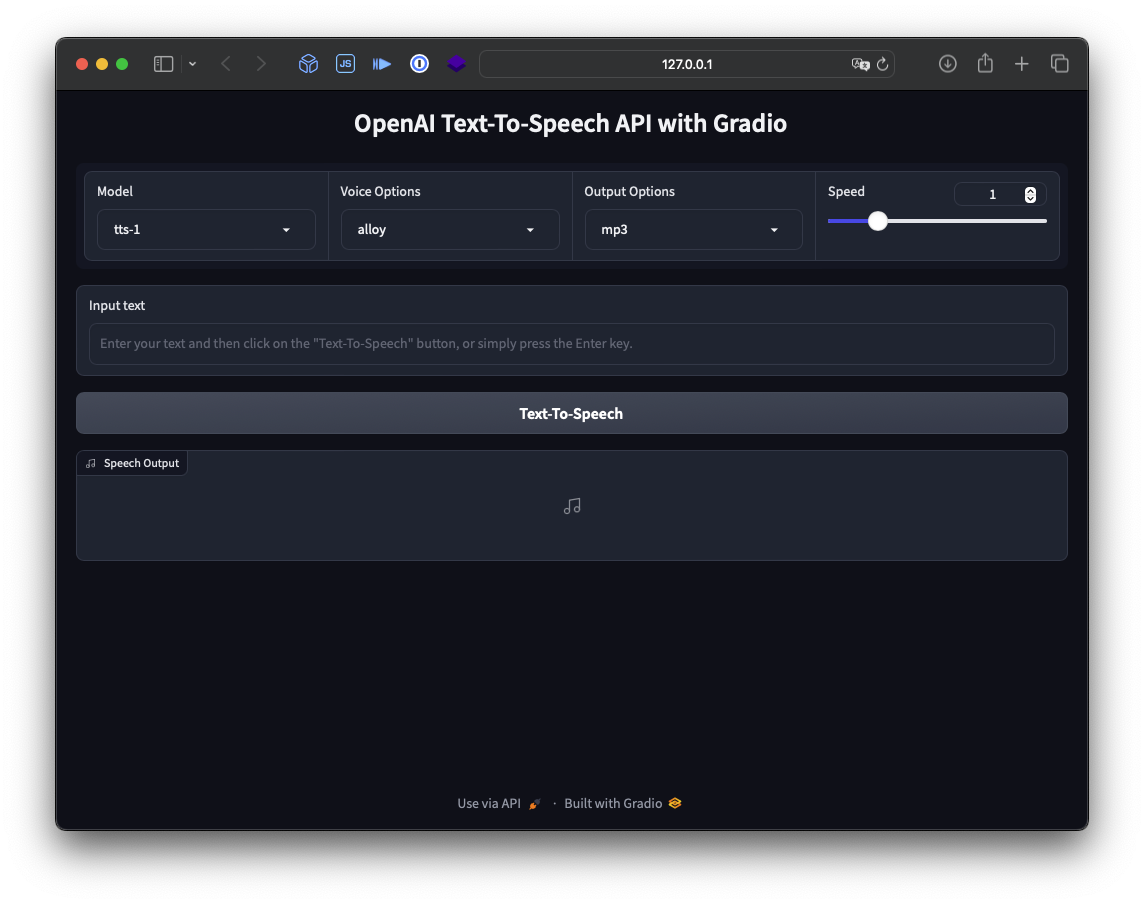 127.0.0.1
JS
OpenAI Text-To-Speech API with Gradio
Model
Voice Options
Output Options
Speed
1
tts-1
alloy
mp3
Input text
Enter your text and then click on the "Text-To-Speech" button, or simply press the Enter key.
Text-To-Speech
Speech Output
Use via API · Built with Gradio